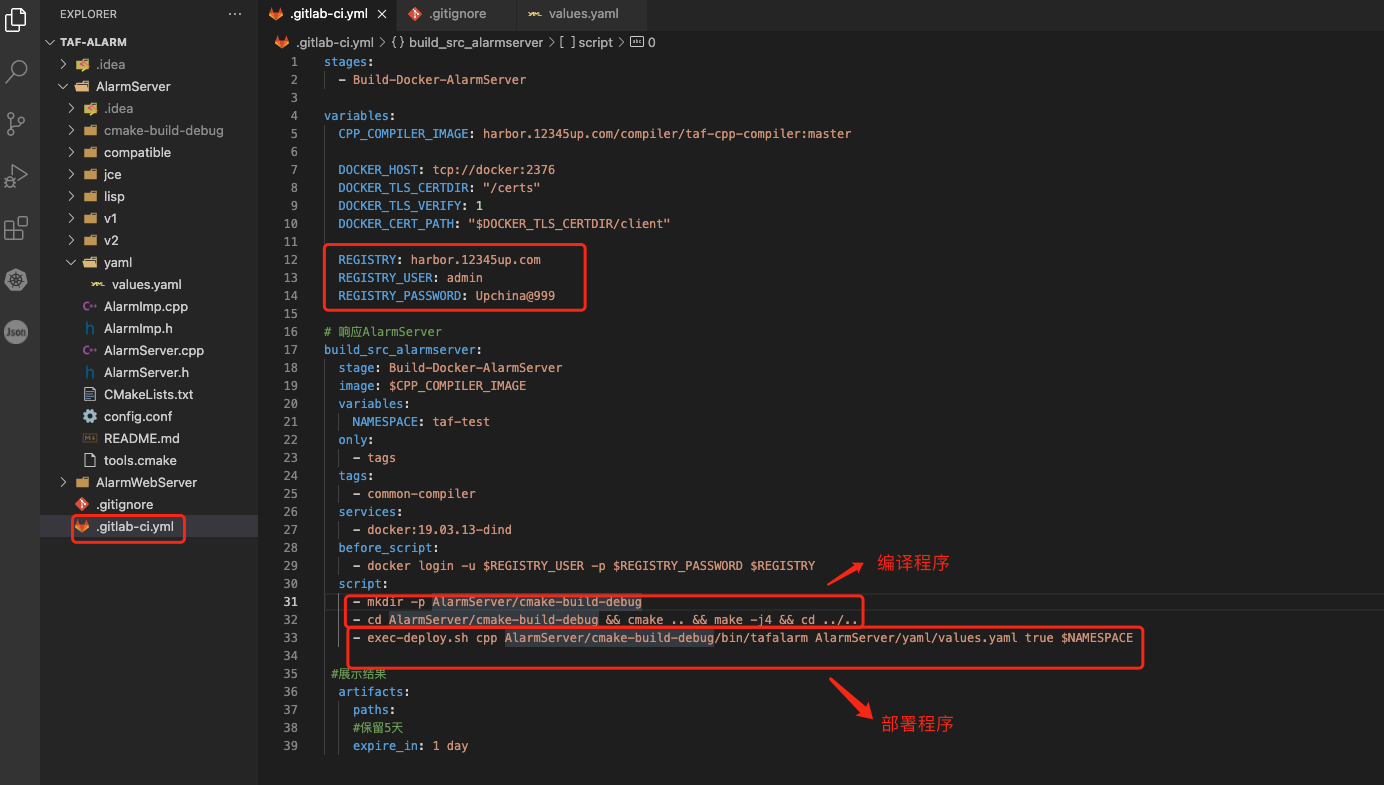 EXPLORER
TAF-ALARM
.idea
AlarmServer
.idea
cmake-build-debug
compatible
jce
lisp
v1
v2
yaml
values.yaml
AlarmImp.cpp
AlarmImp.h
AlarmServer.cpp
AlarmServer.h
CMakeLists.txt
config.conf
README.md
tools.cmake
AlarmWebServer
.gitignore
.gitlab-ci.yml
Json
.gitlab-ci.yml .gitignore values.yaml
.gitlab-ci.yml > {} build_src_alarmserver > [ ] script > abc 0
1 stages:
2 - Build-Docker-AlarmServer
3
4 variables:
5 CPP_COMPILER_IMAGE: harbor.12345up.com/compiler/taf-cpp-compiler:master
6
7 DOCKER_HOST: tcp://docker:2376
8 DOCKER_TLS_CERTDIR: "/certs"
9 DOCKER_TLS_VERIFY: 1
10 DOCKER_CERT_PATH: "$DOCKER_TLS_CERTDIR/client"
11
12 REGISTRY: harbor.12345up.com
13 REGISTRY_USER: admin
14 REGISTRY_PASSWORD: Upchina@999
15
16 # 响应AlarmServer
17 build_src_alarmserver:
18 stage: Build-Docker-AlarmServer
19 image: $CPP_COMPILER_IMAGE
20 variables:
21 NAMESPACE: taf-test
22 only:
23 - tags
24 tags:
25 - common-compiler
26 services:
27 - docker:19.03.13-dind
28 before_script:
29 - docker login -u $REGISTRY_USER -p $REGISTRY_PASSWORD $REGISTRY
编译程序
30 script:
31 - mkdir -p AlarmServer/cmake-build-debug
32 - cd AlarmServer/cmake-build-debug && cmake .. && make -j4 && cd ../..
33 - exec-deploy.sh cpp AlarmServer/cmake-build-debug/bin/tafalarm AlarmServer/yaml/values.yaml true $NAMESPACE
34
35 #展示结果
36 artifacts:
37 paths:
38 #保留5天
部署程序
39 expire_in: 1 day